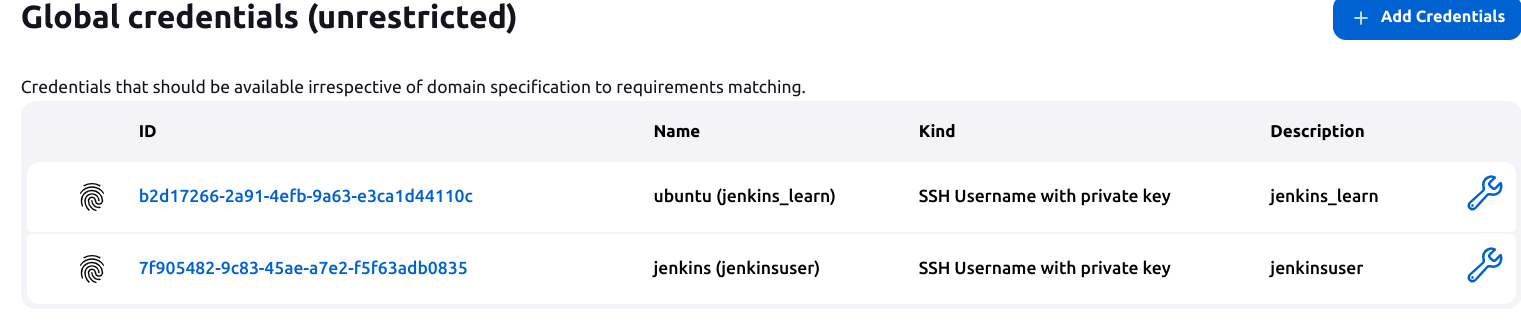 Global credentials (unrestricted)
+ Add Credentials
Credentials that should be available irrespective of domain specification to requirements matching.
ID Name Kind Description
b2d17266-2a91-4efb-9a63-e3ca1d44110c ubuntu (jenkins_learn) SSH Username with private key jenkins_learn
7f905482-9c83-45ae-a7e2-f5f63adb0835 jenkins (jenkinsuser) SSH Username with private key jenkinsuser